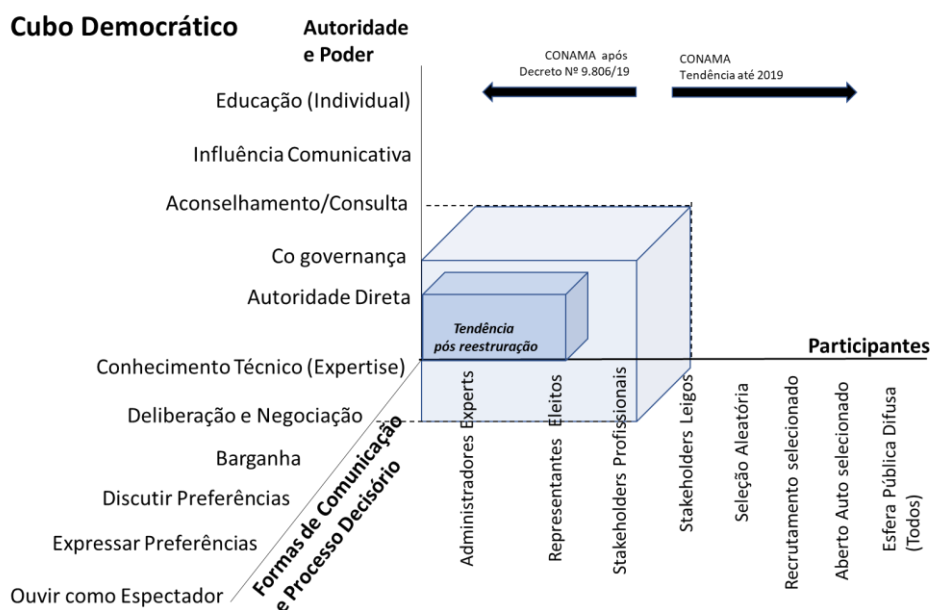 Cubo Democrático
Autoridade
e Poder
CONAMA após
Decreto Nº 9.806/19
CONAMA
Tendência até 2019
Educação (Individual)
Influência Comunicativa
Aconselhamento/Consulta
Co governança
Autoridade Direta
Tendência
pós reestruração
Participantes
Conhecimento Técnico (Expertise)
Deliberação e Negociação
Barganha
Discutir Preferências
Expressar Preferências
Ouvir como Espectador
Formas de Comunicação
e Processo Decisório
Administradores Experts
Representantes Eleitos
Stakeholders Profissionais
Stakeholders Leigos
Seleção Aleatória
Recrutamento selecionado
Aberto Auto selecionado
Esfera Pública Difusa
(Todos)